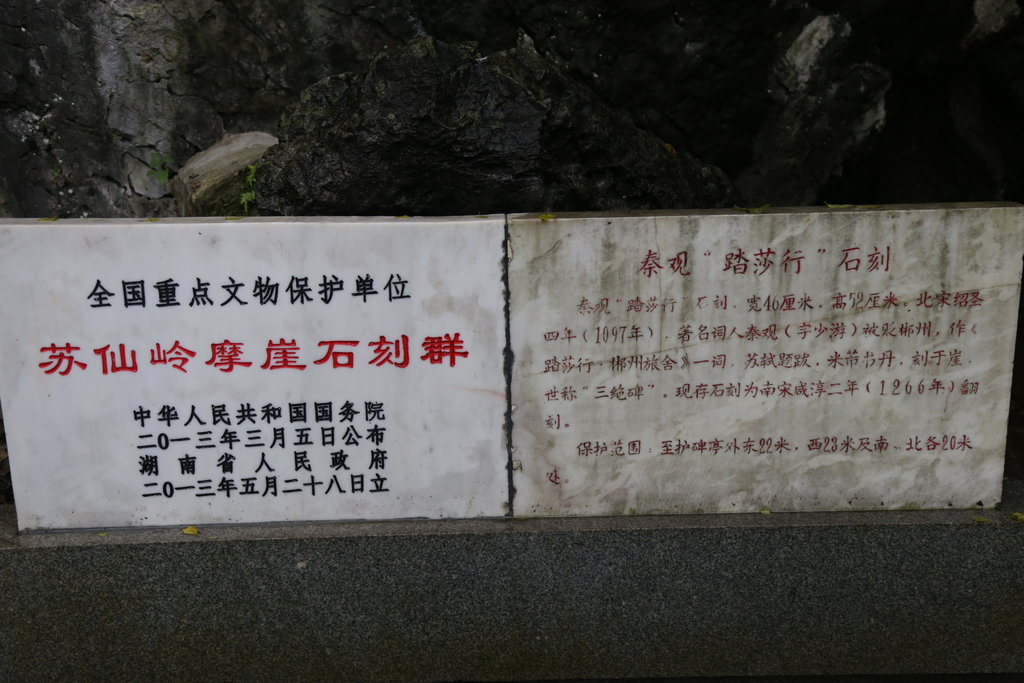 全国重点文物保护单位
苏仙岭摩崖石刻群
中华人民共和国国务院
二0一三年三月五日公布
湖南省人民政府
二0一三年五月二十八日立
秦观“踏莎行”石刻
秦观“踏莎行”石刻，宽46厘米，高52厘米。北宋绍圣
四年（1097年），著名词人秦观（字少游）被贬郴州，作《
踏莎行·郴州旅舍》一词，苏轼题跋，米芾书丹，刻于崖，
世称“三绝碑”。现存石刻为南宋咸淳二年（1266年）翻
刻。
保护范围：至护碑亭外东22米，西23米及南、北各20米
处。